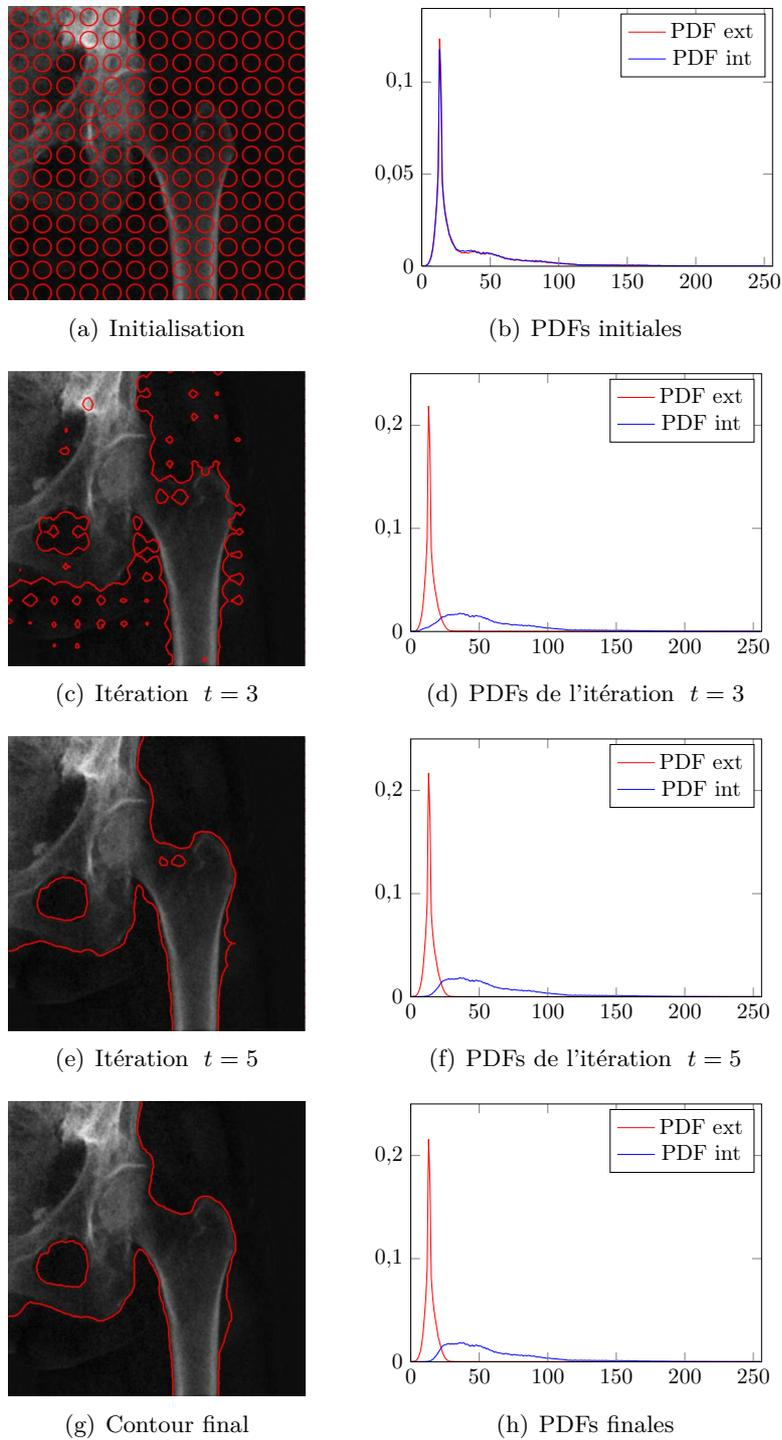 PDF ext
PDF int
0,1
0,05
0
0 50 100 150 200 250
(a) Initialisation
(b) PDFs initiales
PDF ext
PDF int
0,2
0,1
0
0 50 100 150 200 250
(c) Itération t = 3
(d) PDFs de l'itération t = 3
PDF ext
PDF int
0,2
0,1
0
0 50 100 150 200 250
(e) Itération t = 5
(f) PDFs de l'itération t = 5
PDF ext
PDF int
0,2
0,1
0
0 50 100 150 200 250
(g) Contour final
(h) PDFs finales